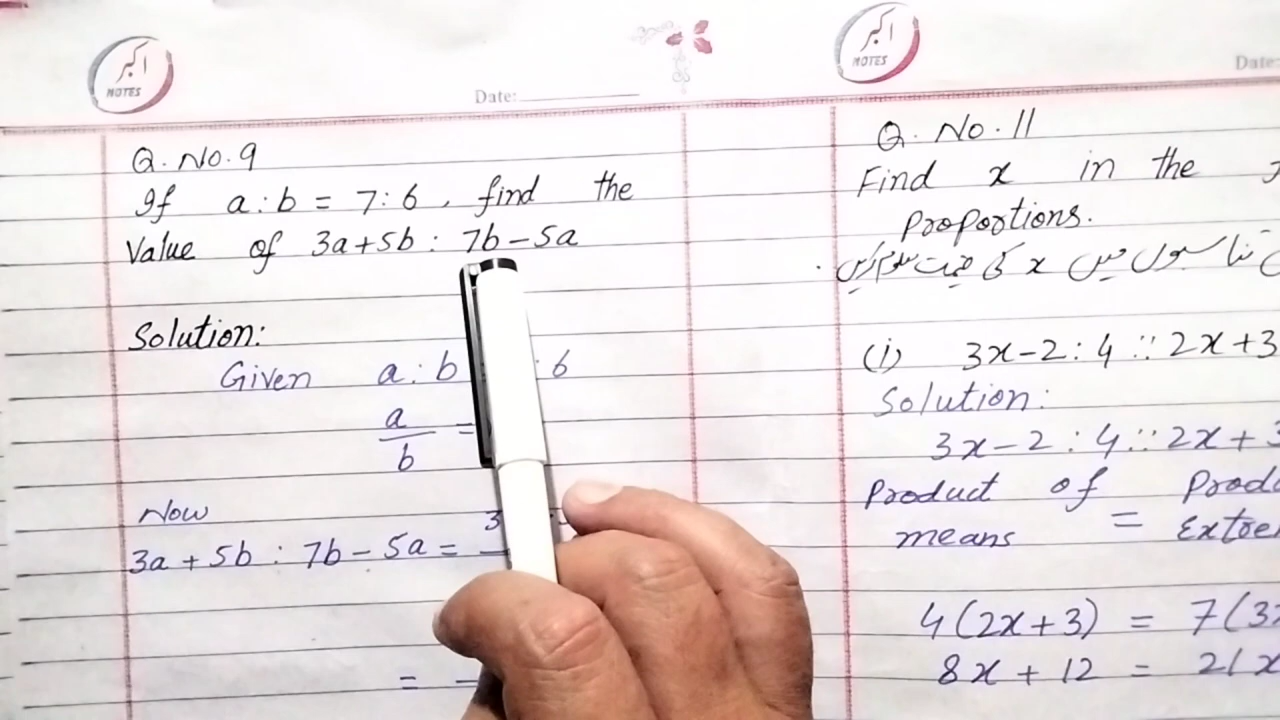 اکبر
NOTES
Date:
Q. No. 9
If a : b = 7 : 6 , find the
Value of 3a+5b : 7b-5a
Solution:
Given a : b : 6
a
b
=
Now
3a + 5b : 7b - 5a = 3
=
اکبر
NOTES
Date:
Q. No. 11
Find x in the
Proportions.
میں x کی قیمت معلوم کریں
(i) 3x-2 : 4 :: 2x+3
Solution:
3x-2 : 4 :: 2x+3
Product of
means =
4(2x+3) = 7(3x
8x + 12 = 21x